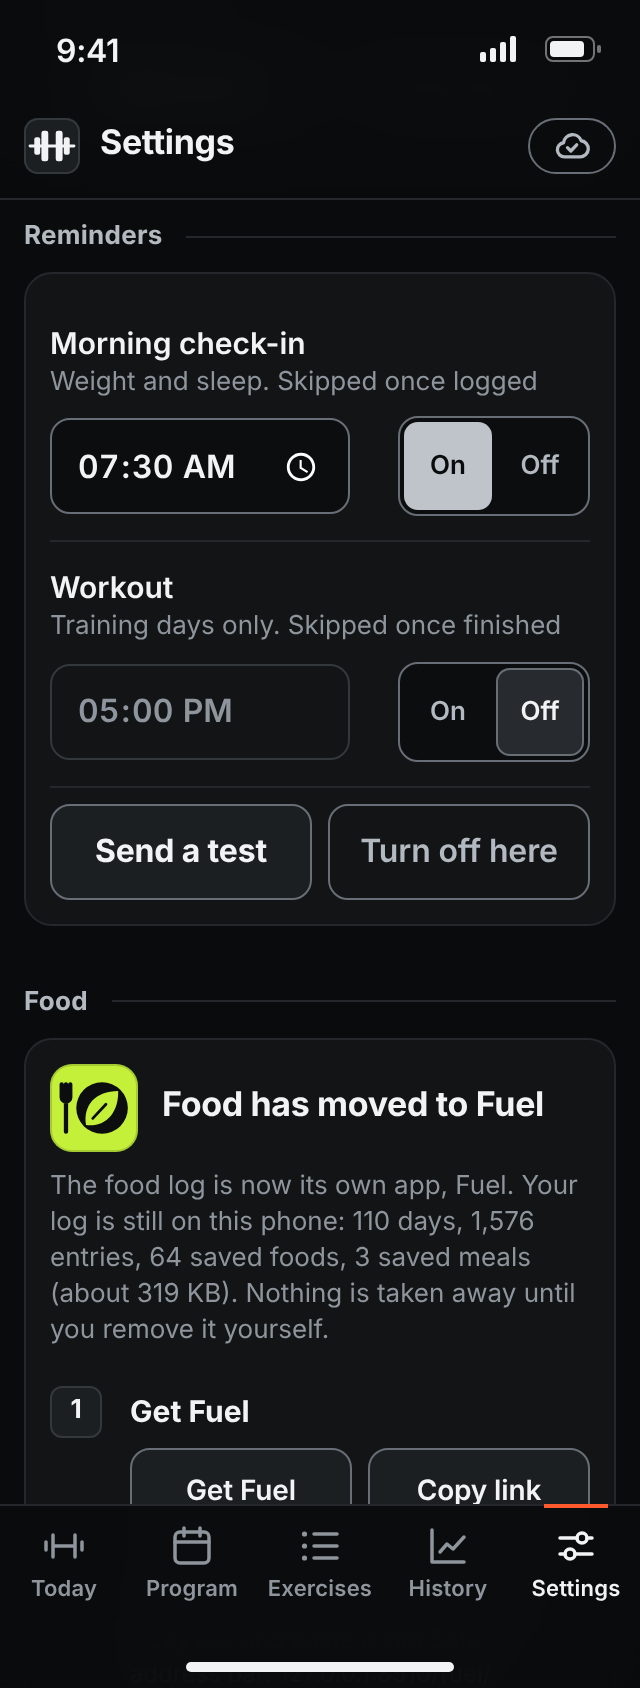 9:41
Settings
Reminders
Morning check-in
Weight and sleep. Skipped once logged
07:30 AM
On Off
Workout
Training days only. Skipped once finished
05:00 PM
On Off
Send a test Turn off here
Food
Food has moved to Fuel
The food log is now its own app, Fuel. Your
log is still on this phone: 110 days, 1,576
entries, 64 saved foods, 3 saved meals
(about 319 KB). Nothing is taken away until
you remove it yourself.
1 Get Fuel
Get Fuel Copy link
Today Program Exercises History Settings